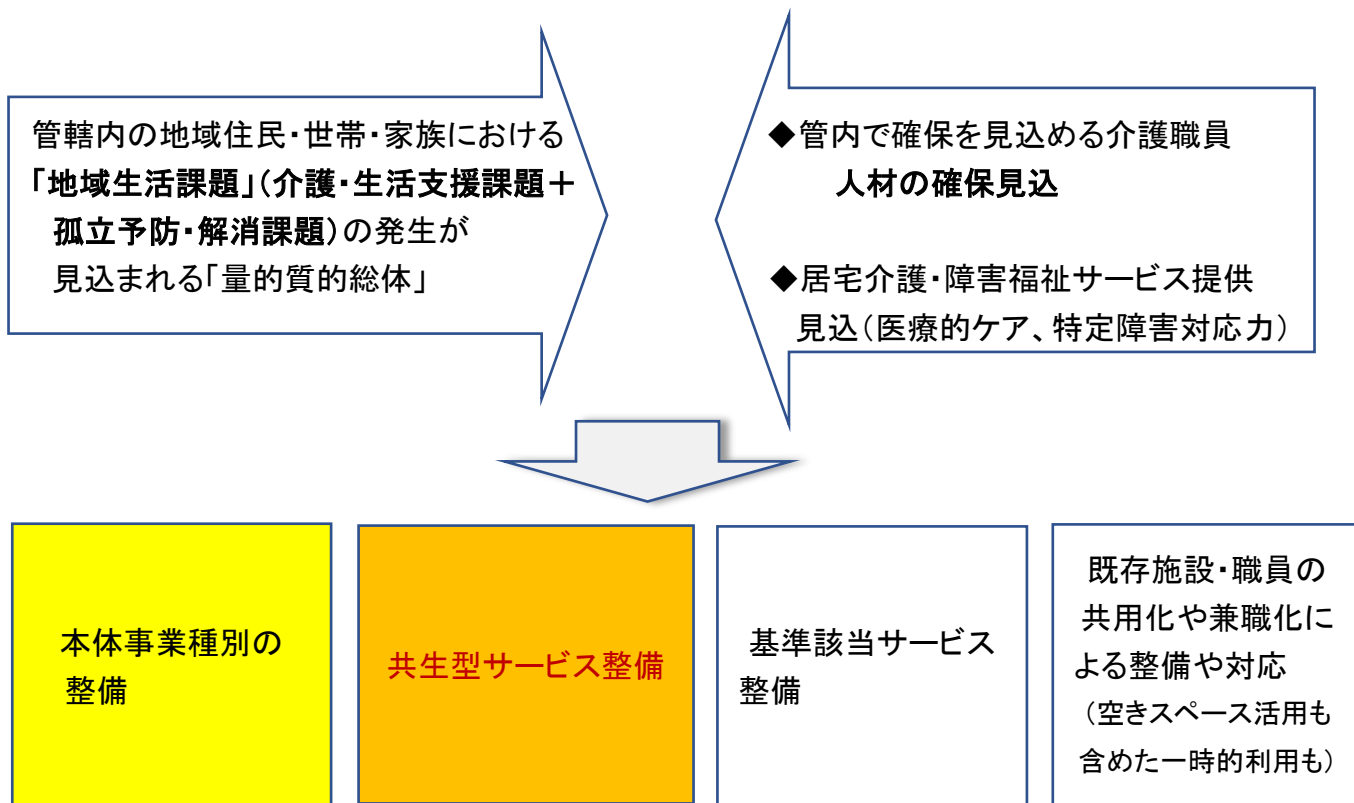 管轄内の地域住民・世帯・家族における
「地域生活課題」（介護・生活支援課題＋
孤立予防・解消課題）の発生が
見込まれる「量的質的総体」
◆管内で確保を見込める介護職員
人材の確保見込
◆居宅介護・障害福祉サービス提供
見込（医療的ケア、特定障害対応力）
本体事業種別の
整備
共生型サービス整備
基準該当サービス
整備
既存施設・職員の
共用化や兼職化に
よる整備や対応
（空きスペース活用も
含めた一時的利用も）